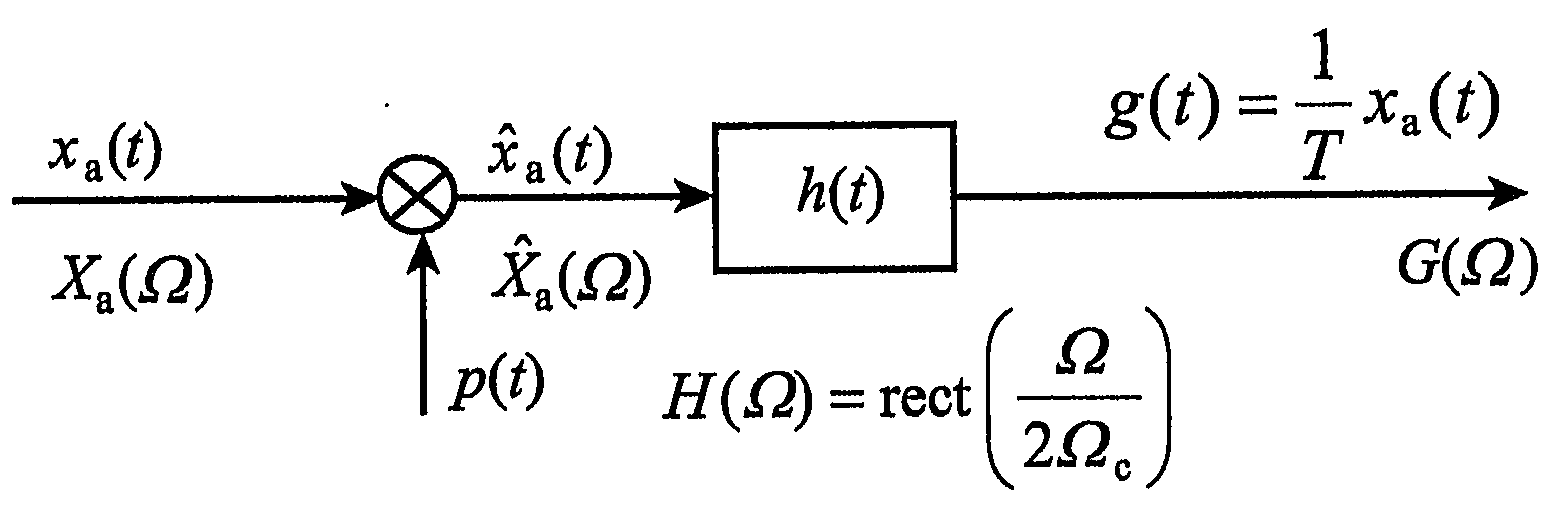 x_a(t)
x̂_a(t)
h(t)
g(t) = 1/T x_a(t)
X_a(Ω)
X̂_a(Ω)
G(Ω)
p(t)
H(Ω) = rect(Ω/2Ω_c)